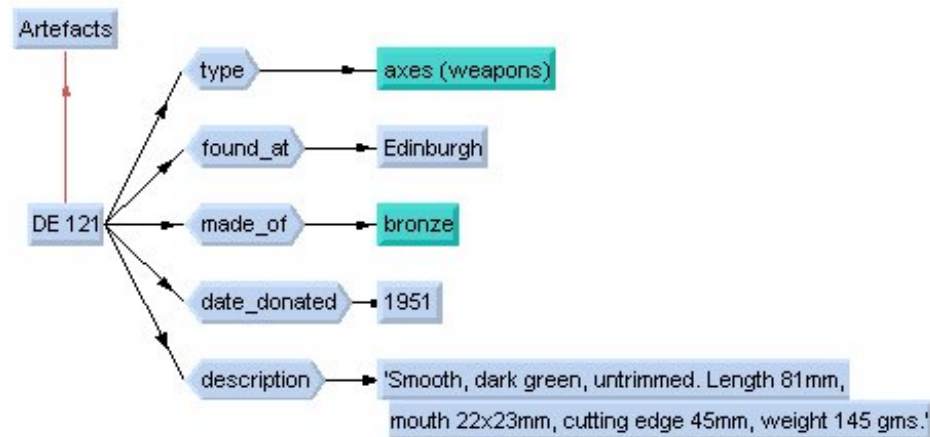 Artefacts
type
axes (weapons)
found_at
Edinburgh
DE 121
made_of
bronze
date_donated
1951
description
'Smooth, dark green, untrimmed. Length 81mm,
mouth 22x23mm, cutting edge 45mm, weight 145 gms.'